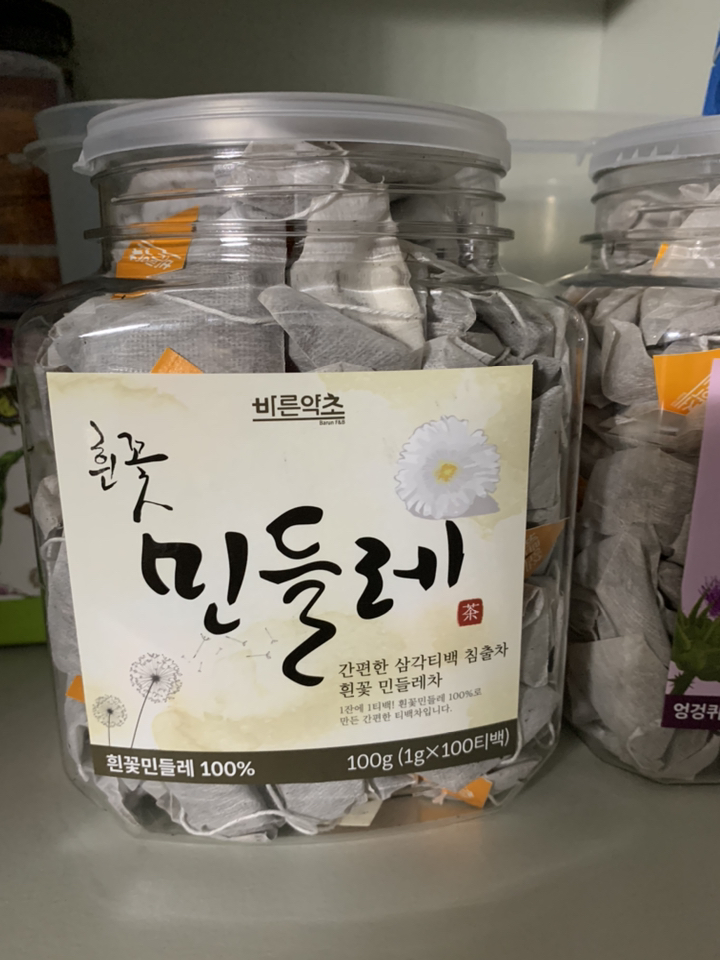 바른약초
Barun F&B
흰꽃
민들레
茶
간편한 삼각티백 침출차
흰꽃 민들레차
1잔에 1티백! 흰꽃민들레 100%로
만든 간편한 티백차입니다.
흰꽃민들레 100%
100g (1g×100티백)
엉겅퀴